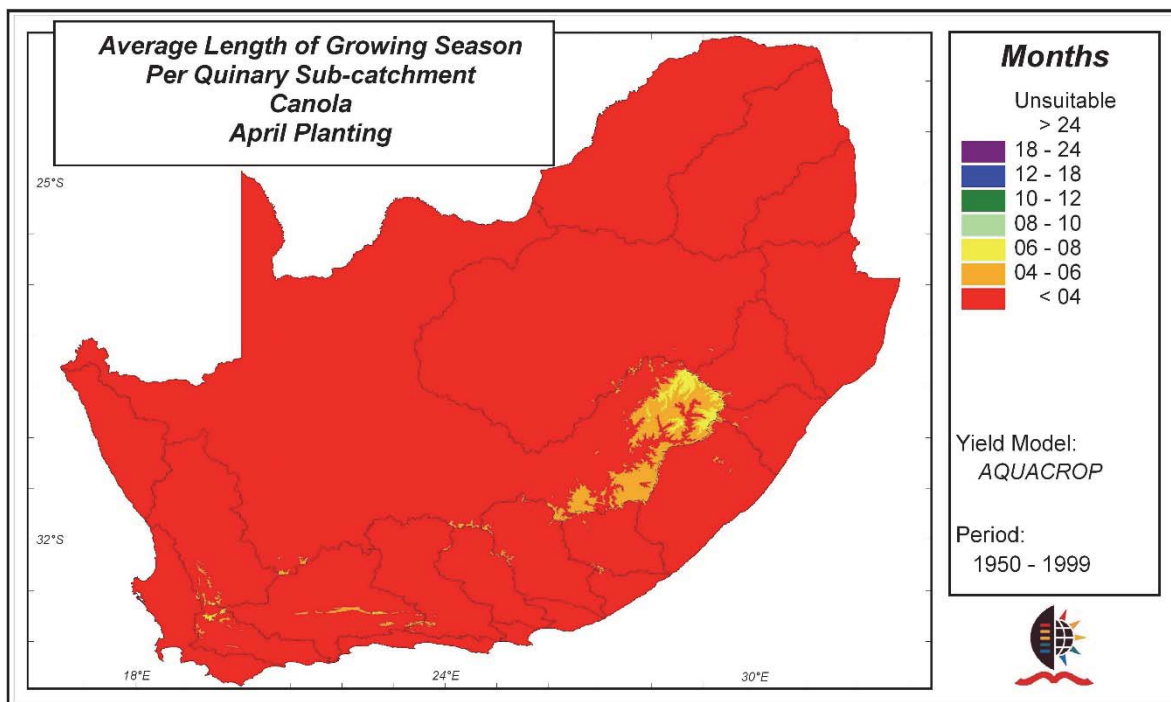 Average Length of Growing Season
Per Quinary Sub-catchment
Canola
April Planting
Months
Unsuitable
> 24
18 - 24
12 - 18
10 - 12
08 - 10
06 - 08
04 - 06
< 04
Yield Model:
AQUACROP
Period:
1950 - 1999
25°S
32°S
18°E
24°E
30°E